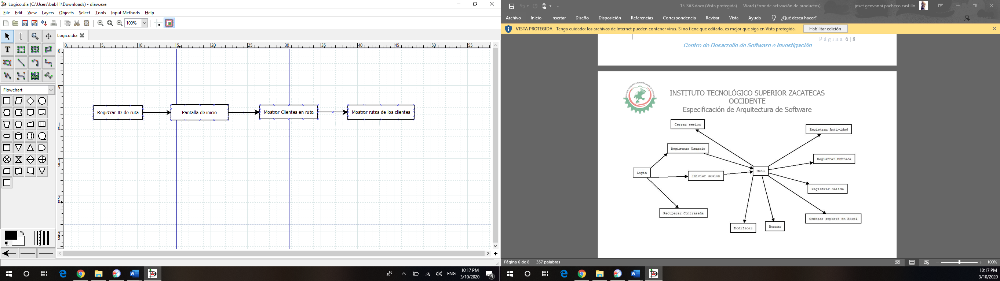 Logico.dia (C:\Users\bab11\Downloads) - diaw.exe
File Edit View Layers Objects Select Tools Input Methods Help
100%
Logico.dia
0 5 10 15 20 25 30 35 40 45 50 55
0
5
10
15
20
25
T
Flowchart
Registrar ID de ruta
Pantalla de inicio
Mostrar Clientes en ruta
Mostrar rutas de los clientes
ENG
10:17 PM
3/10/2020
4
15_SAS.docx (Vista protegida) - Word (Error de activación de productos)
joset geovanni pacheco castillo
Archivo Inicio Insertar Diseño Disposición Referencias Correspondencia Revisar Vista Ayuda ¿Qué desea hacer?
VISTA PROTEGIDA Tenga cuidado: los archivos de Internet pueden contener virus. Si no tiene que editarlo, es mejor que siga en Vista protegida. Habilitar edición
Página 6|8
Centro de Desarrollo de Software e Investigación
INSTITUTO TECNOLÓGICO SUPERIOR ZACATECAS
OCCIDENTE
Especificación de Arquitectura de Software
Cerrar sesion
Registrar Actividad
Registrar Usuario
Registrar Entrada
Login
Menu
Iniciar sesion
Registrar Salida
Recuperar Contraseña
Generar reporte en Excel
Modificar
Borrar
Página 6 de 8 357 palabras
100%
10:17 PM
3/10/2020